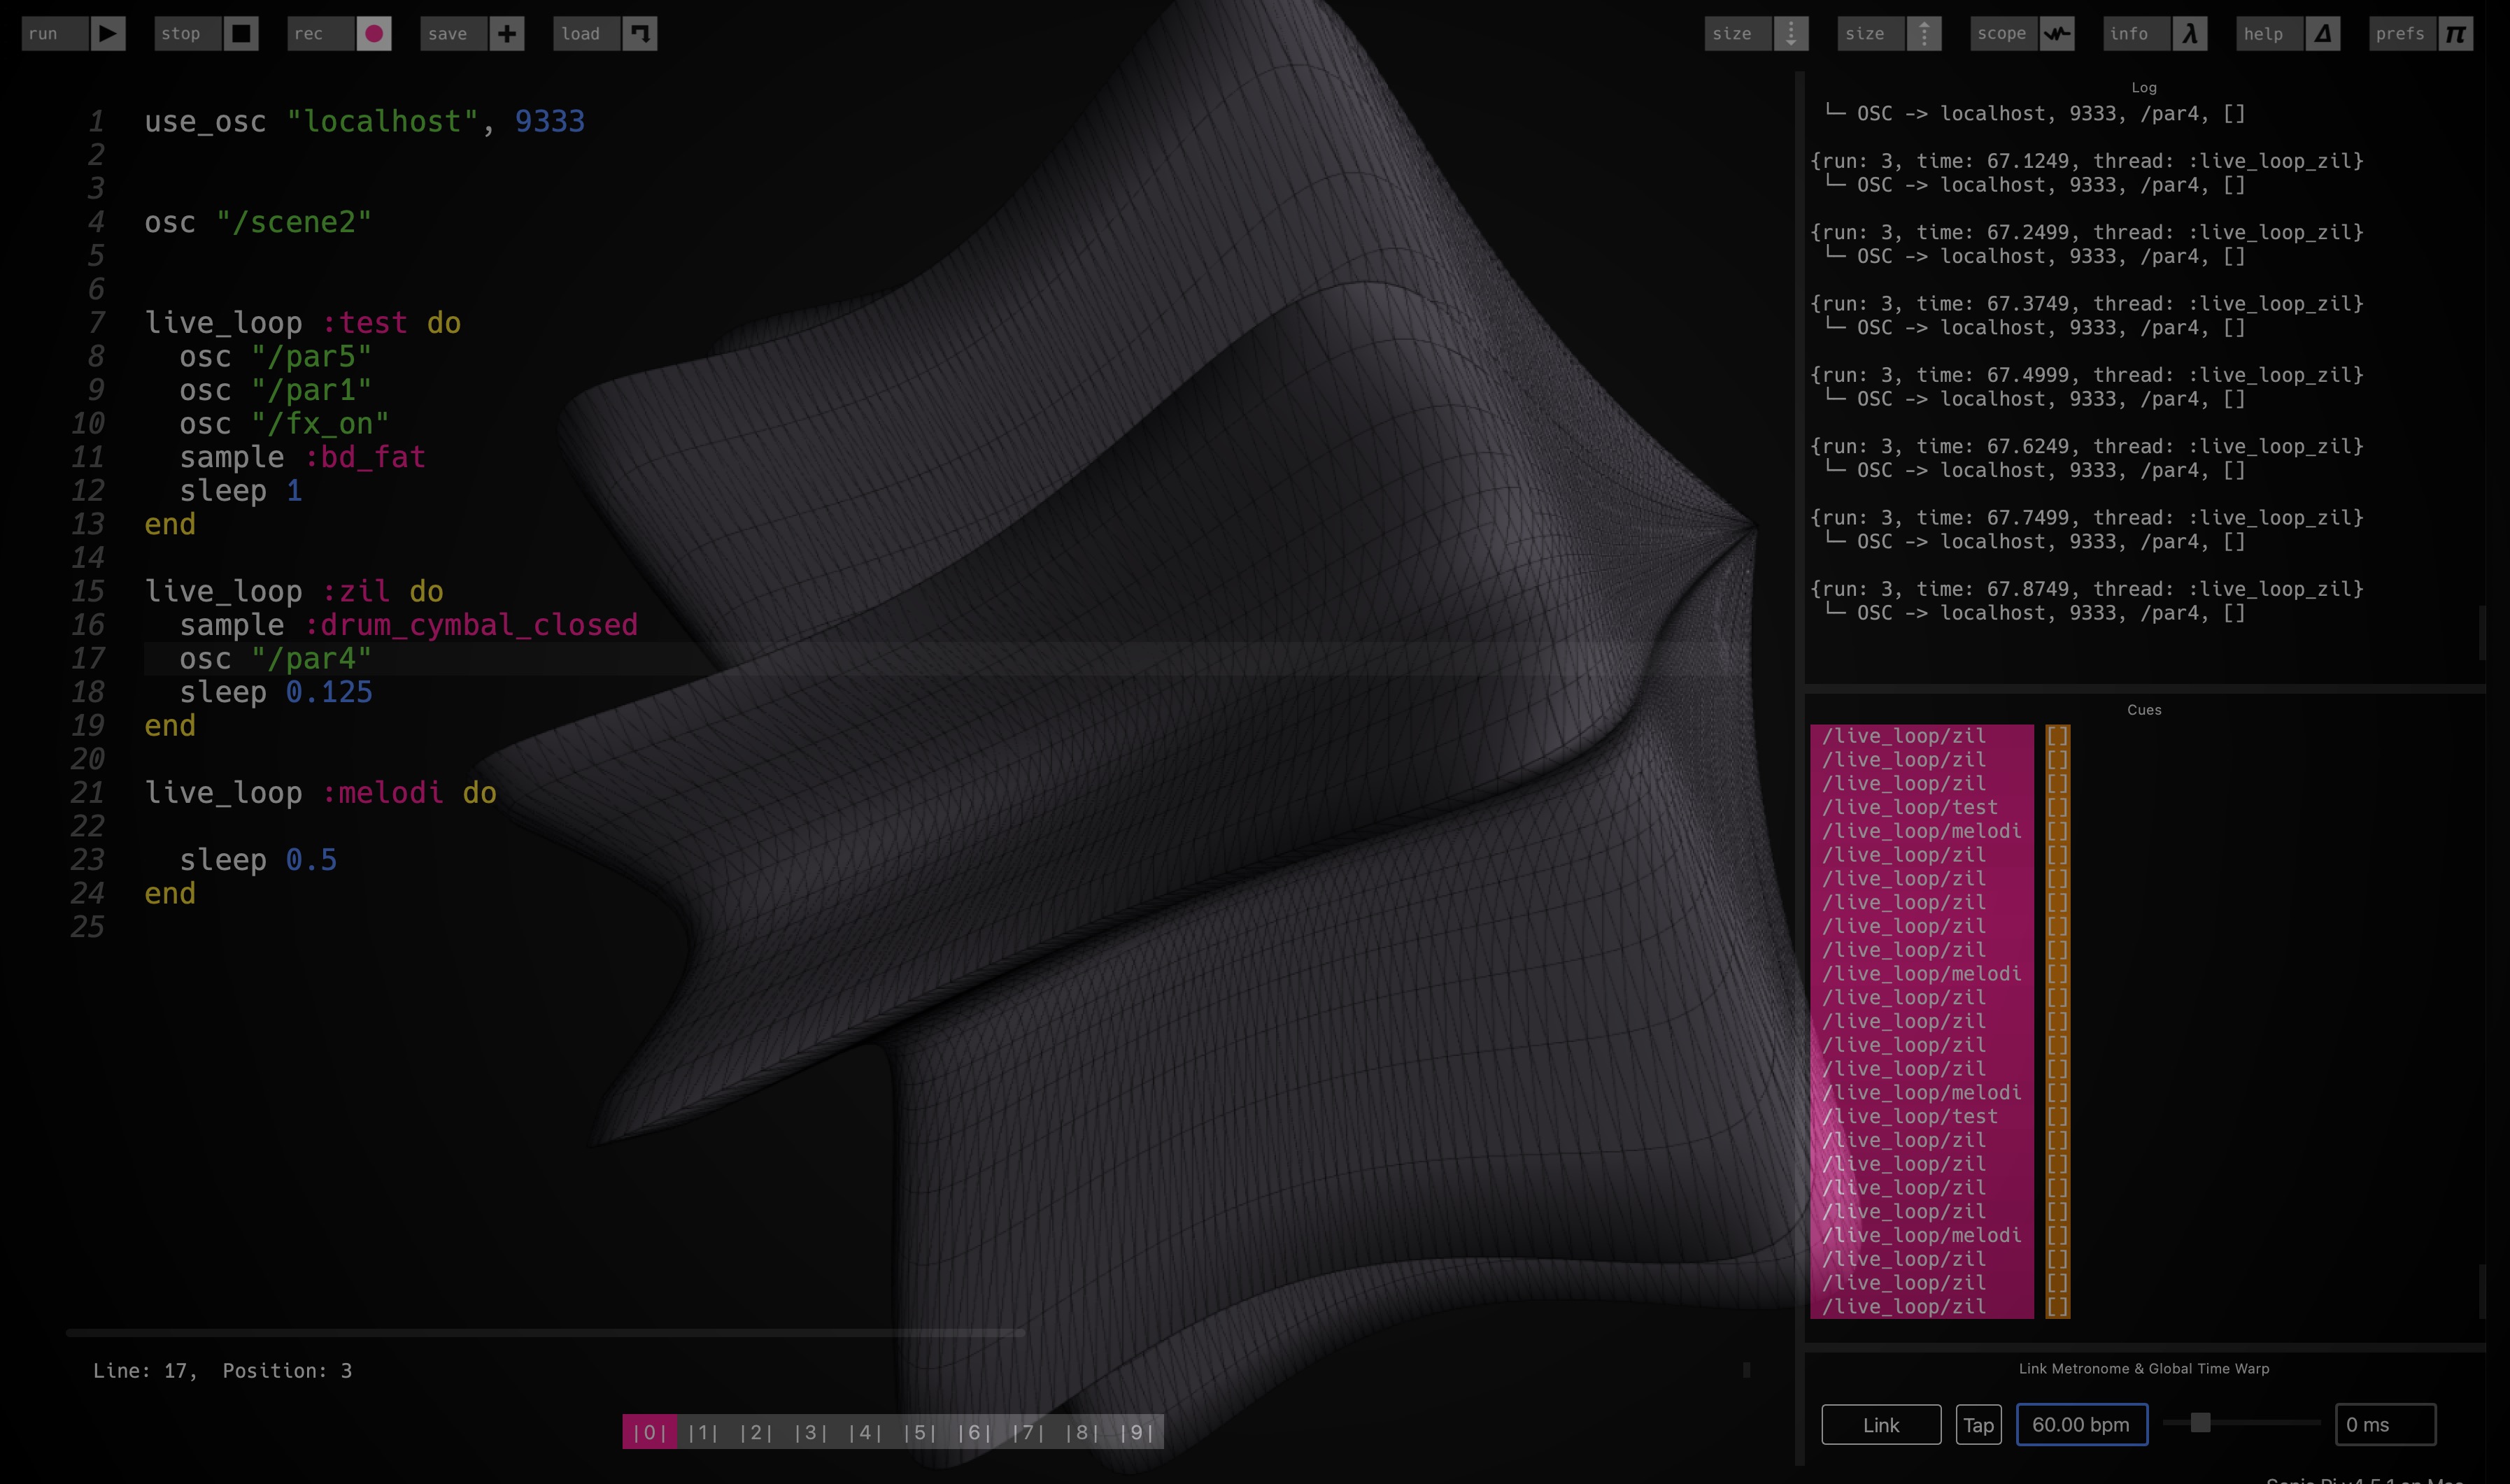 run stop rec save load size size scope info help prefs
1 use_osc "localhost", 9333
2
3
4 osc "/scene2"
5
6
7 live_loop :test do
8 osc "/par5"
9 osc "/par1"
10 osc "/fx_on"
11 sample :bd_fat
12 sleep 1
13 end
14
15 live_loop :zil do
16 sample :drum_cymbal_closed
17 osc "/par4"
18 sleep 0.125
19 end
20
21 live_loop :melodi do
22
23 sleep 0.5
24 end
25
Line: 17, Position: 3
|0| |1| |2| |3| |4| |5| |6| |7| |8| |9|
Log
└─ OSC -> localhost, 9333, /par4, []
{run: 3, time: 67.1249, thread: :live_loop_zil}
└─ OSC -> localhost, 9333, /par4, []
{run: 3, time: 67.2499, thread: :live_loop_zil}
└─ OSC -> localhost, 9333, /par4, []
{run: 3, time: 67.3749, thread: :live_loop_zil}
└─ OSC -> localhost, 9333, /par4, []
{run: 3, time: 67.4999, thread: :live_loop_zil}
└─ OSC -> localhost, 9333, /par4, []
{run: 3, time: 67.6249, thread: :live_loop_zil}
└─ OSC -> localhost, 9333, /par4, []
{run: 3, time: 67.7499, thread: :live_loop_zil}
└─ OSC -> localhost, 9333, /par4, []
{run: 3, time: 67.8749, thread: :live_loop_zil}
└─ OSC -> localhost, 9333, /par4, []
Cues
/live_loop/zil []
/live_loop/zil []
/live_loop/zil []
/live_loop/test []
/live_loop/melodi []
/live_loop/zil []
/live_loop/zil []
/live_loop/zil []
/live_loop/zil []
/live_loop/zil []
/live_loop/melodi []
/live_loop/zil []
/live_loop/zil []
/live_loop/zil []
/live_loop/zil []
/live_loop/melodi []
/live_loop/test []
/live_loop/zil []
/live_loop/zil []
/live_loop/zil []
/live_loop/zil []
/live_loop/melodi []
/live_loop/zil []
/live_loop/zil []
/live_loop/zil []
Link Metronome & Global Time Warp
Link Tap 60.00 bpm 0 ms